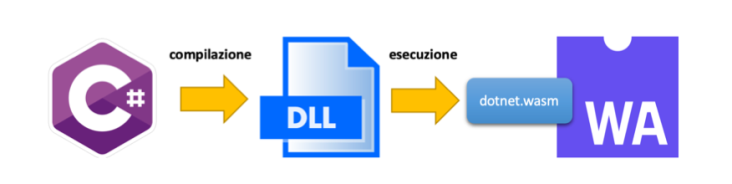 compilazione
esecuzione
C#
DLL
dotnet.wasm
WA